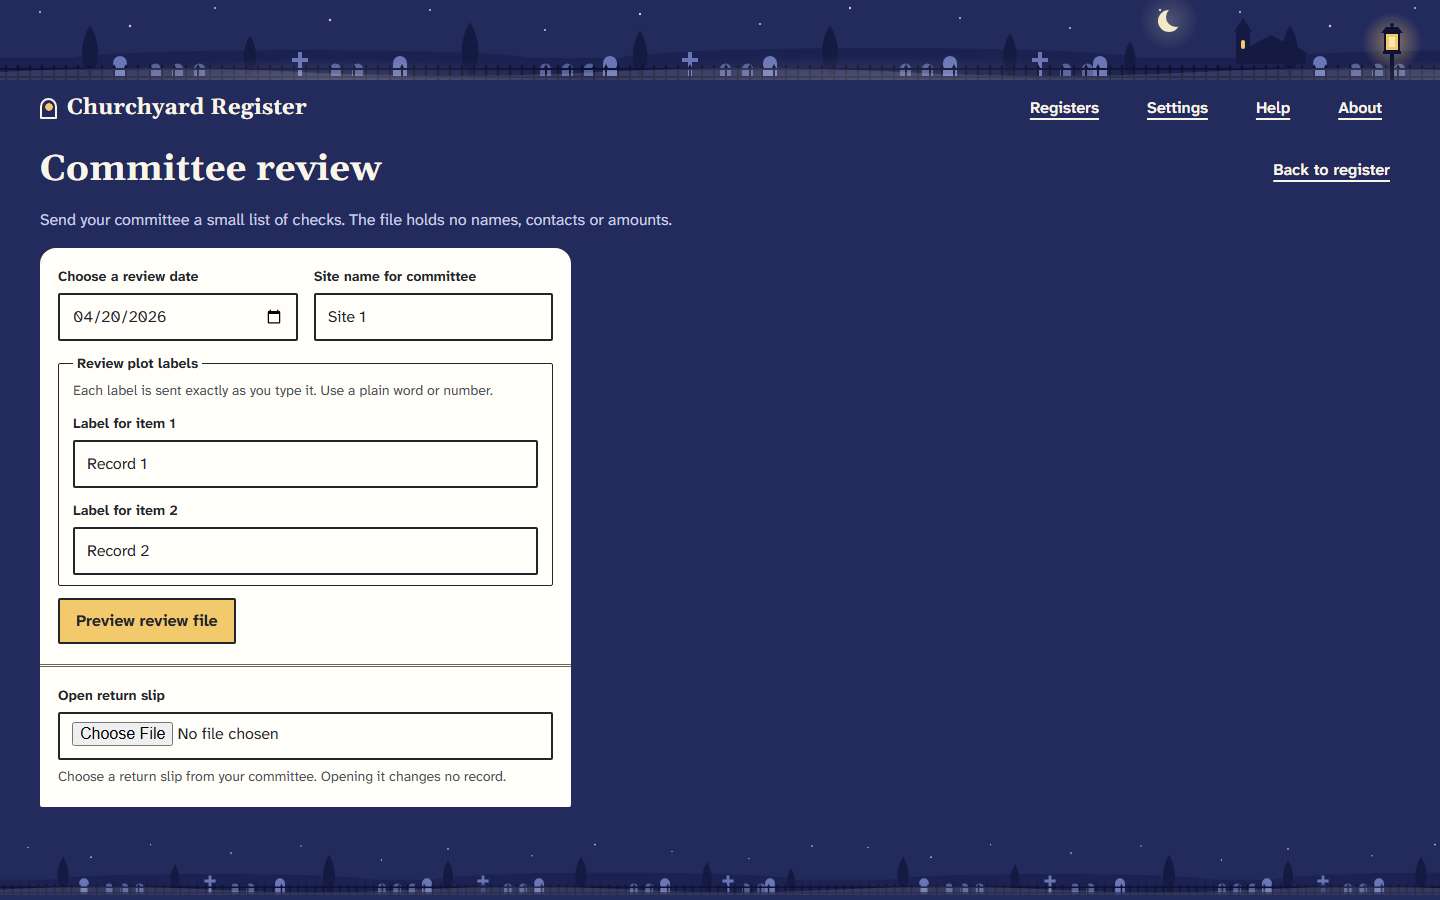 Churchyard Register
Registers
Settings
Help
About
Committee review
Back to register
Send your committee a small list of checks. The file holds no names, contacts or amounts.
Choose a review date
Site name for committee
04/20/2026
Site 1
Review plot labels
Each label is sent exactly as you type it. Use a plain word or number.
Label for item 1
Record 1
Label for item 2
Record 2
Preview review file
Open return slip
Choose File No file chosen
Choose a return slip from your committee. Opening it changes no record.